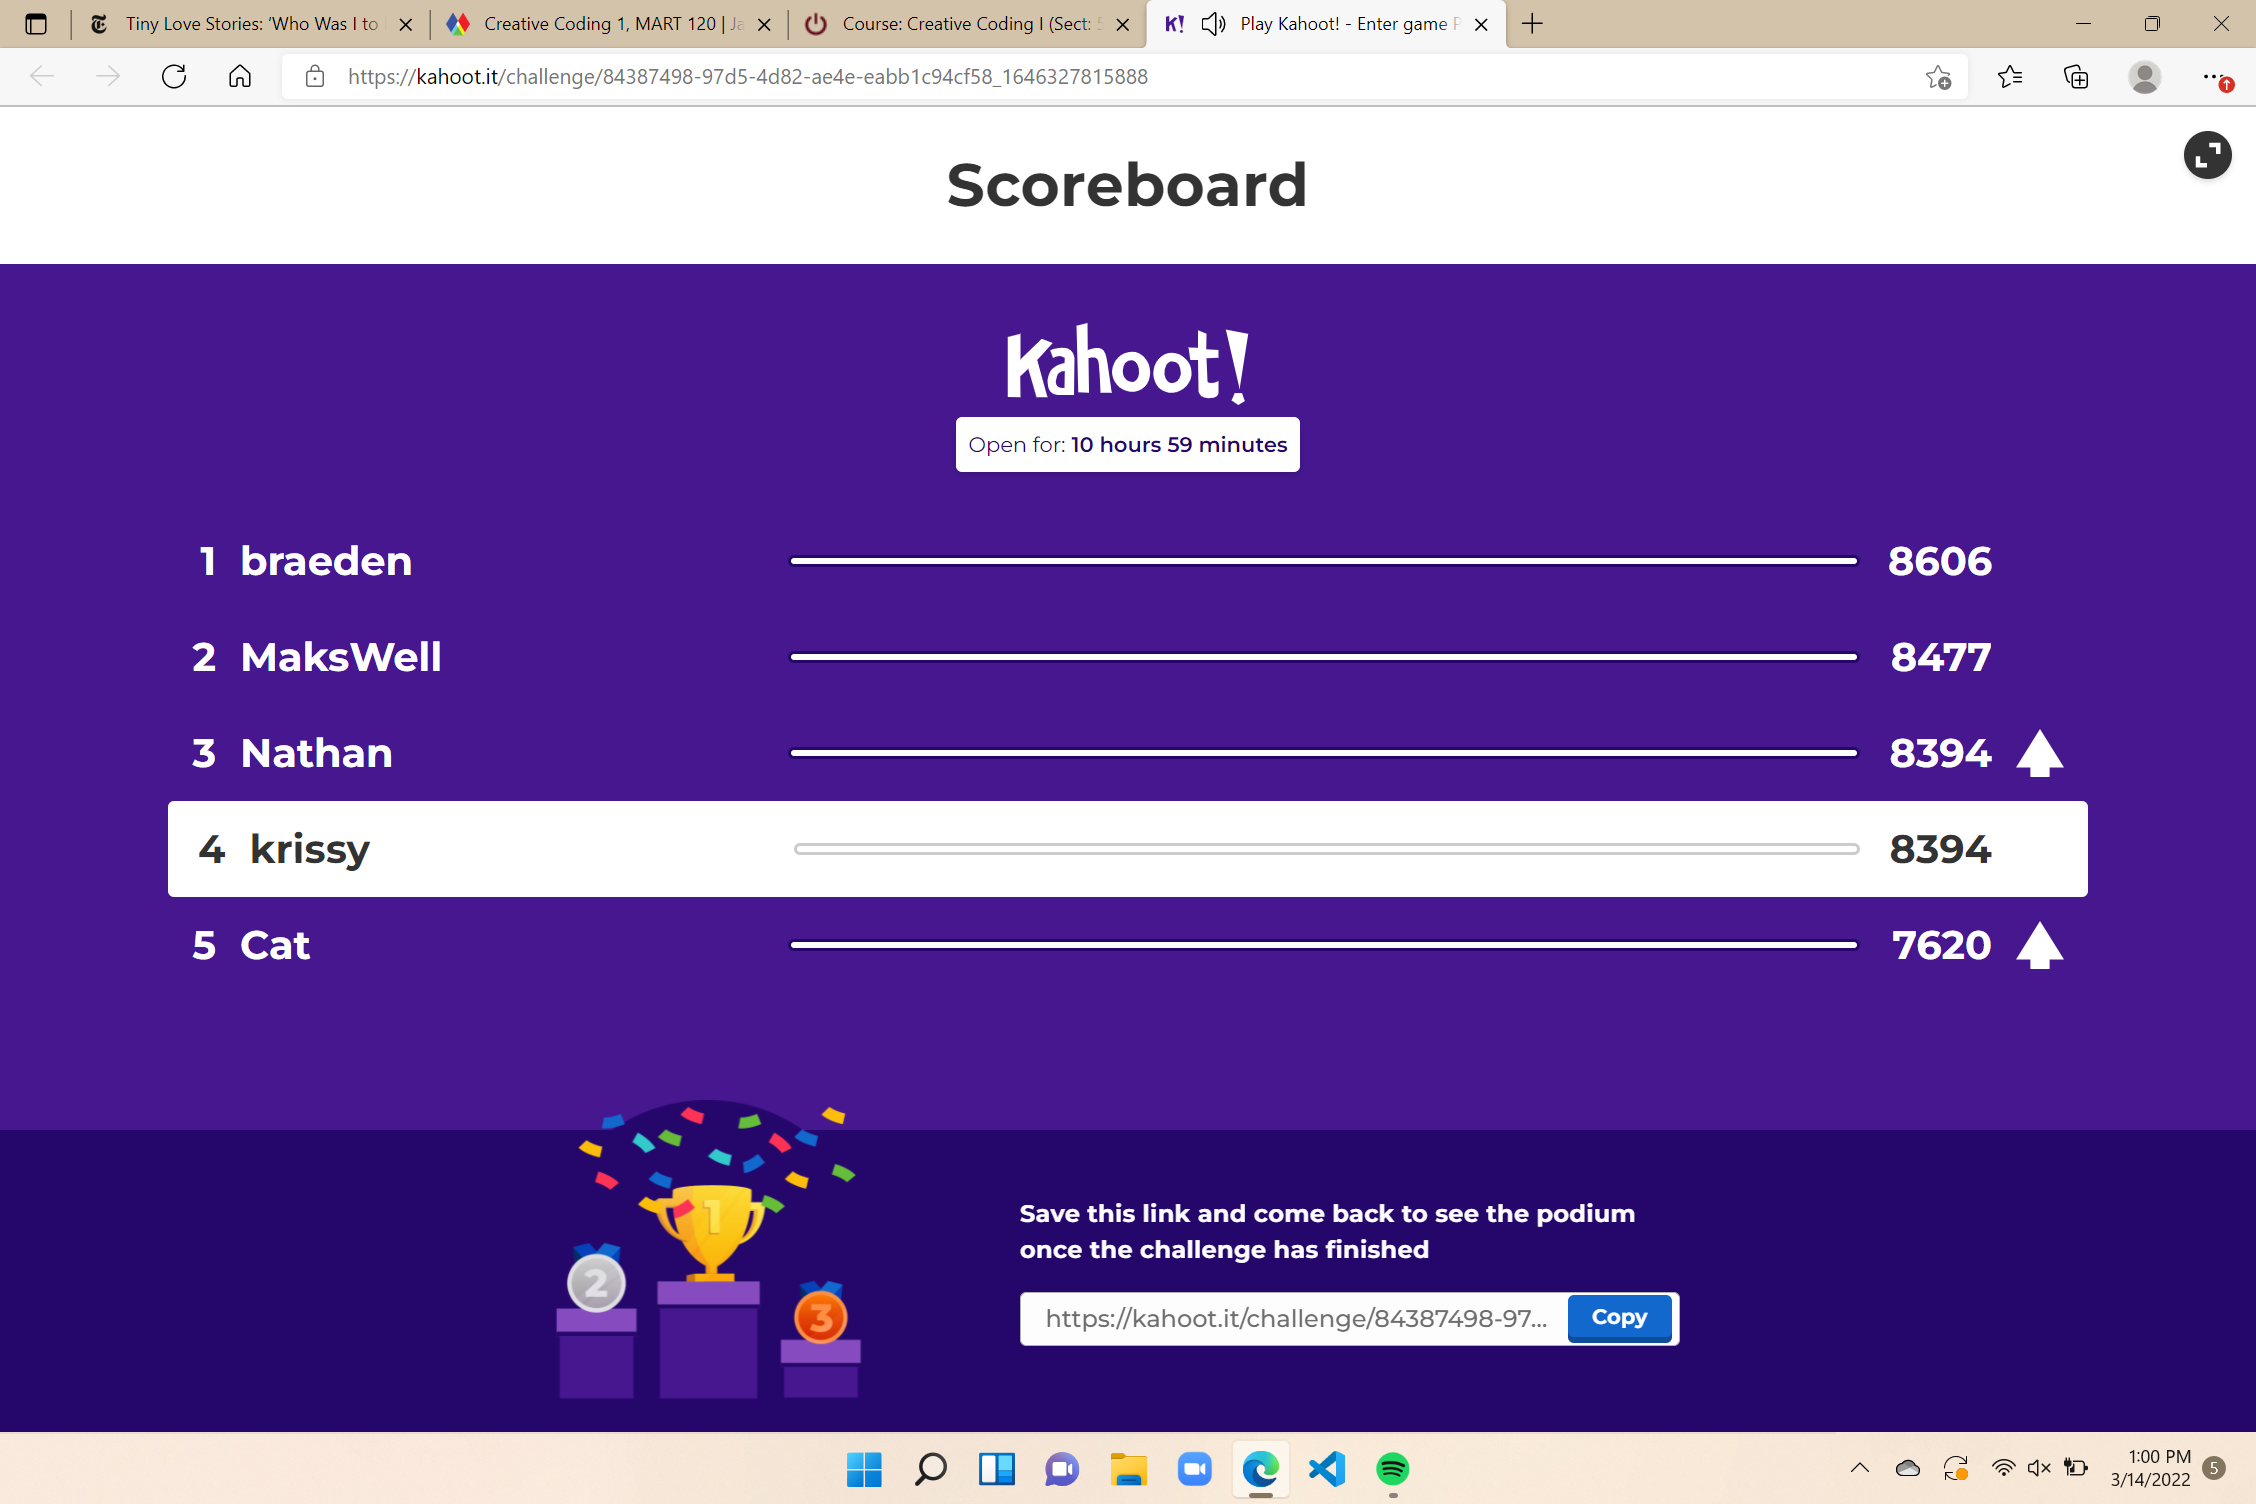 Tiny Love Stories: ‘Who Was I to
Creative Coding 1, MART 120 | Ja
Course: Creative Coding I (Sect: 5
K! Play Kahoot! - Enter game P
https://kahoot.it/challenge/84387498-97d5-4d82-ae4e-eabb1c94cf58_1646327815888
Scoreboard
Kahoot!
Open for: 10 hours 59 minutes
1 braeden 8606
2 MaksWell 8477
3 Nathan 8394
4 krissy 8394
5 Cat 7620
1
2
3
Save this link and come back to see the podium
once the challenge has finished
https://kahoot.it/challenge/84387498-97... Copy
1:00 PM
3/14/2022
5